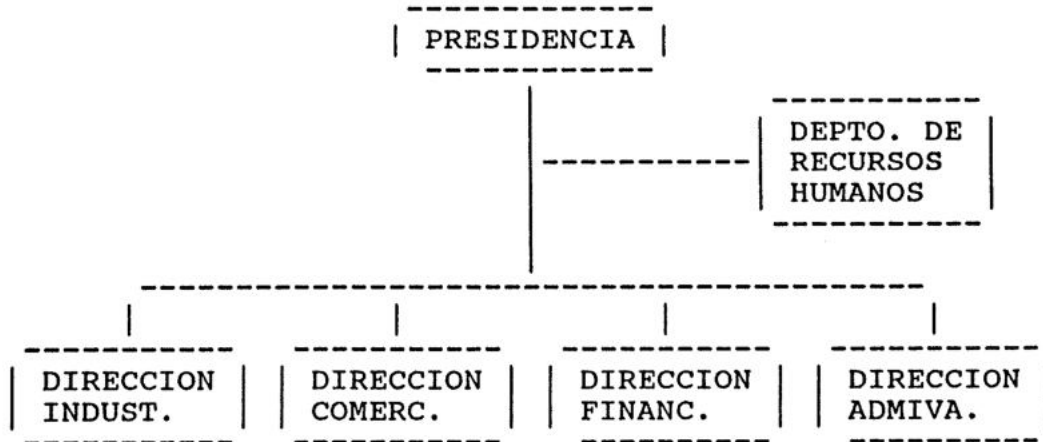 PRESIDENCIA
DEPTO. DE
RECURSOS
HUMANOS
DIRECCION
INDUST.
DIRECCION
COMERC.
DIRECCION
FINANC.
DIRECCION
ADMIVA.